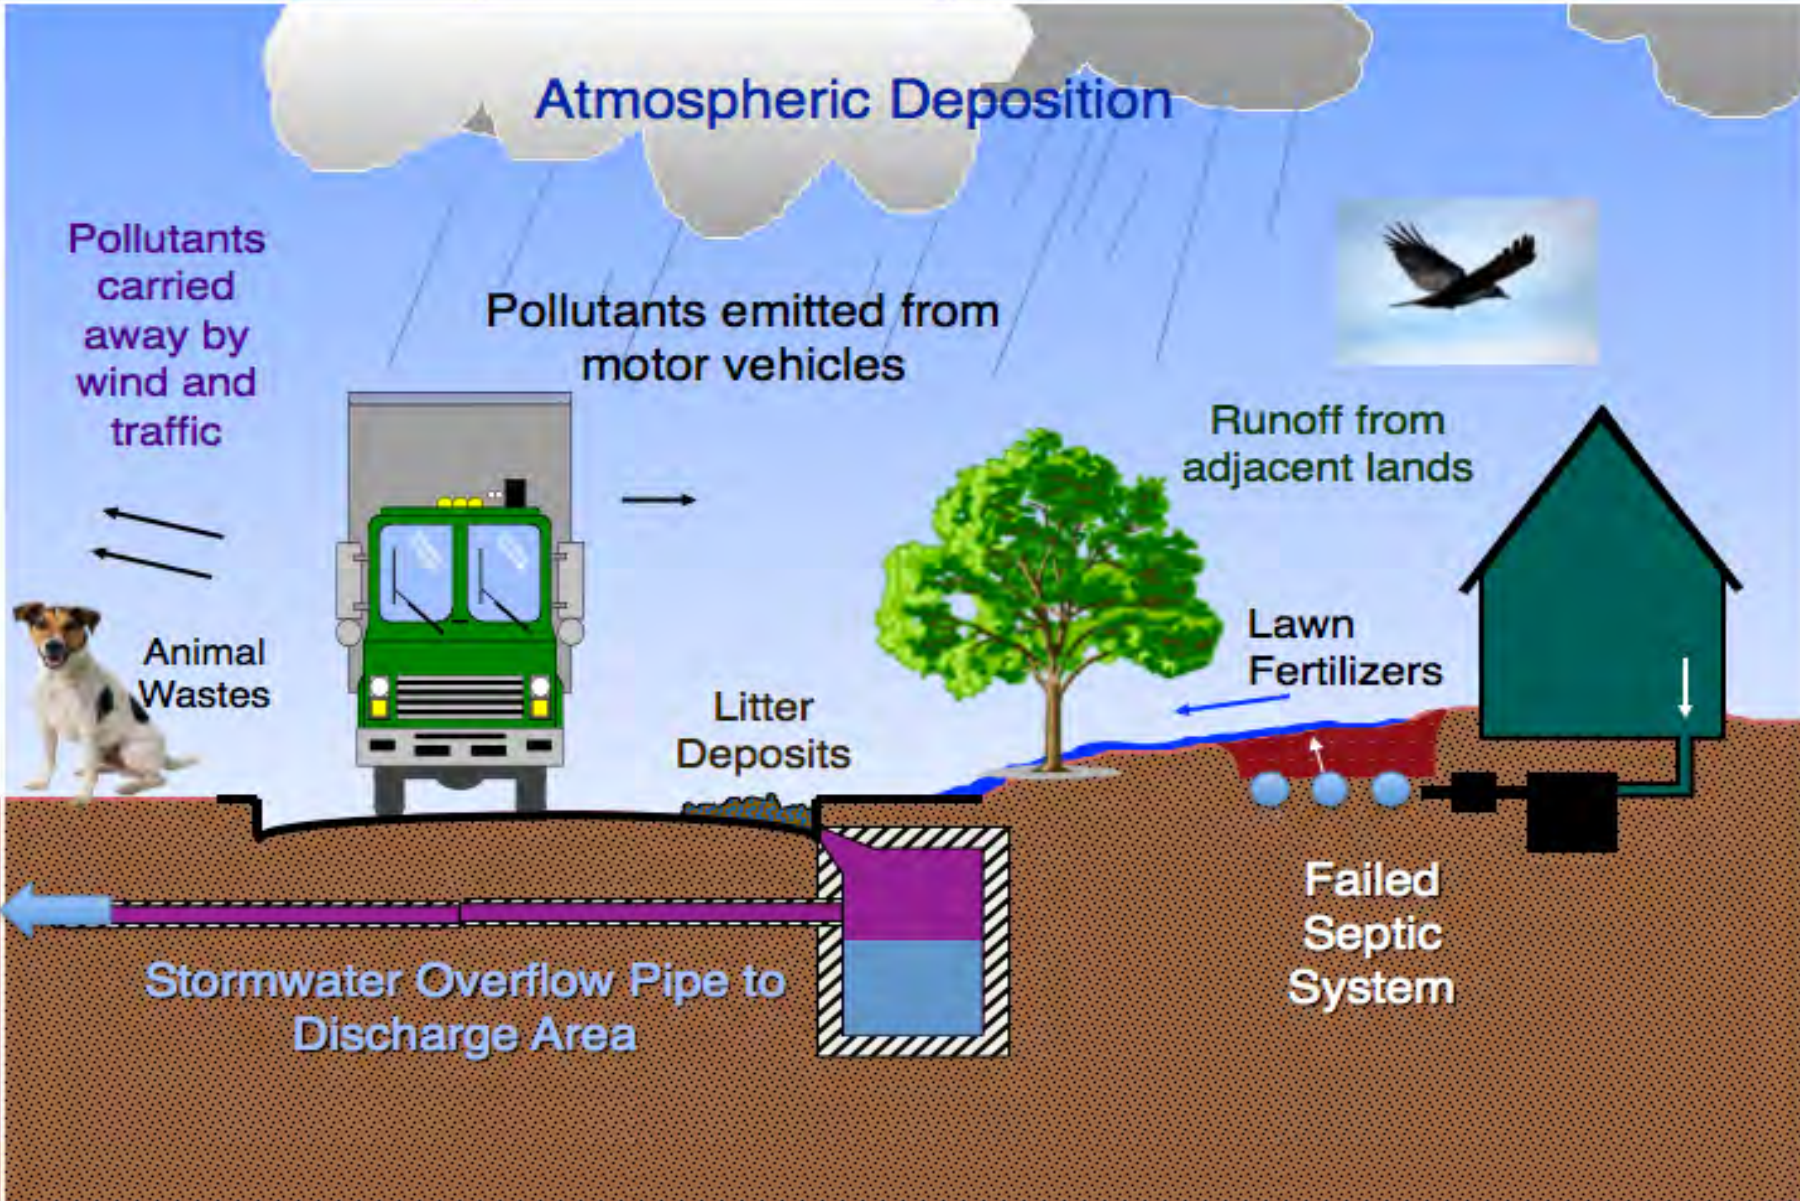 Atmospheric Deposition
Pollutants
carried
away by
wind and
traffic
Pollutants emitted from
motor vehicles
Runoff from
adjacent lands
Animal
Wastes
Litter
Deposits
Lawn
Fertilizers
Failed
Septic
System
Stormwater Overflow Pipe to
Discharge Area